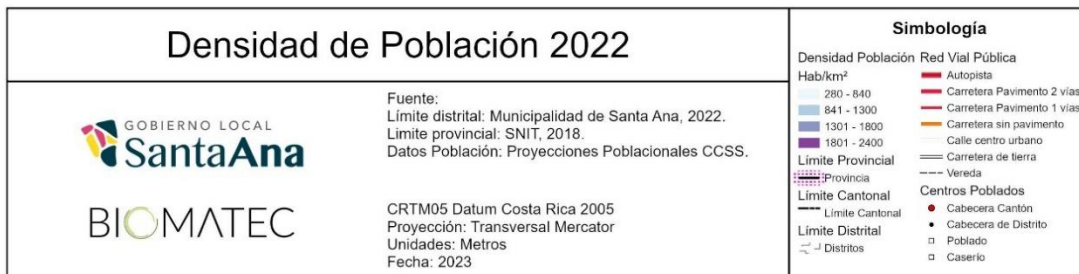 Densidad de Población 2022
GOBIERNO LOCAL
SantaAna
BIOMATEC
Fuente:
Límite distrital: Municipalidad de Santa Ana, 2022.
Limite provincial: SNIT, 2018.
Datos Población: Proyecciones Poblacionales CCSS.
CRTM05 Datum Costa Rica 2005
Proyección: Transversal Mercator
Unidades: Metros
Fecha: 2023
Simbología
Densidad Población
Hab/km²
280 - 840
841 - 1300
1301 - 1800
1801 - 2400
Límite Provincial
Provincia
Límite Cantonal
Límite Cantonal
Límite Distrital
Distritos
Red Vial Pública
Autopista
Carretera Pavimento 2 vías
Carretera Pavimento 1 vías
Carretera sin pavimento
Calle centro urbano
Carretera de tierra
Vereda
Centros Poblados
Cabecera Cantón
Cabecera de Distrito
Poblado
Caserío